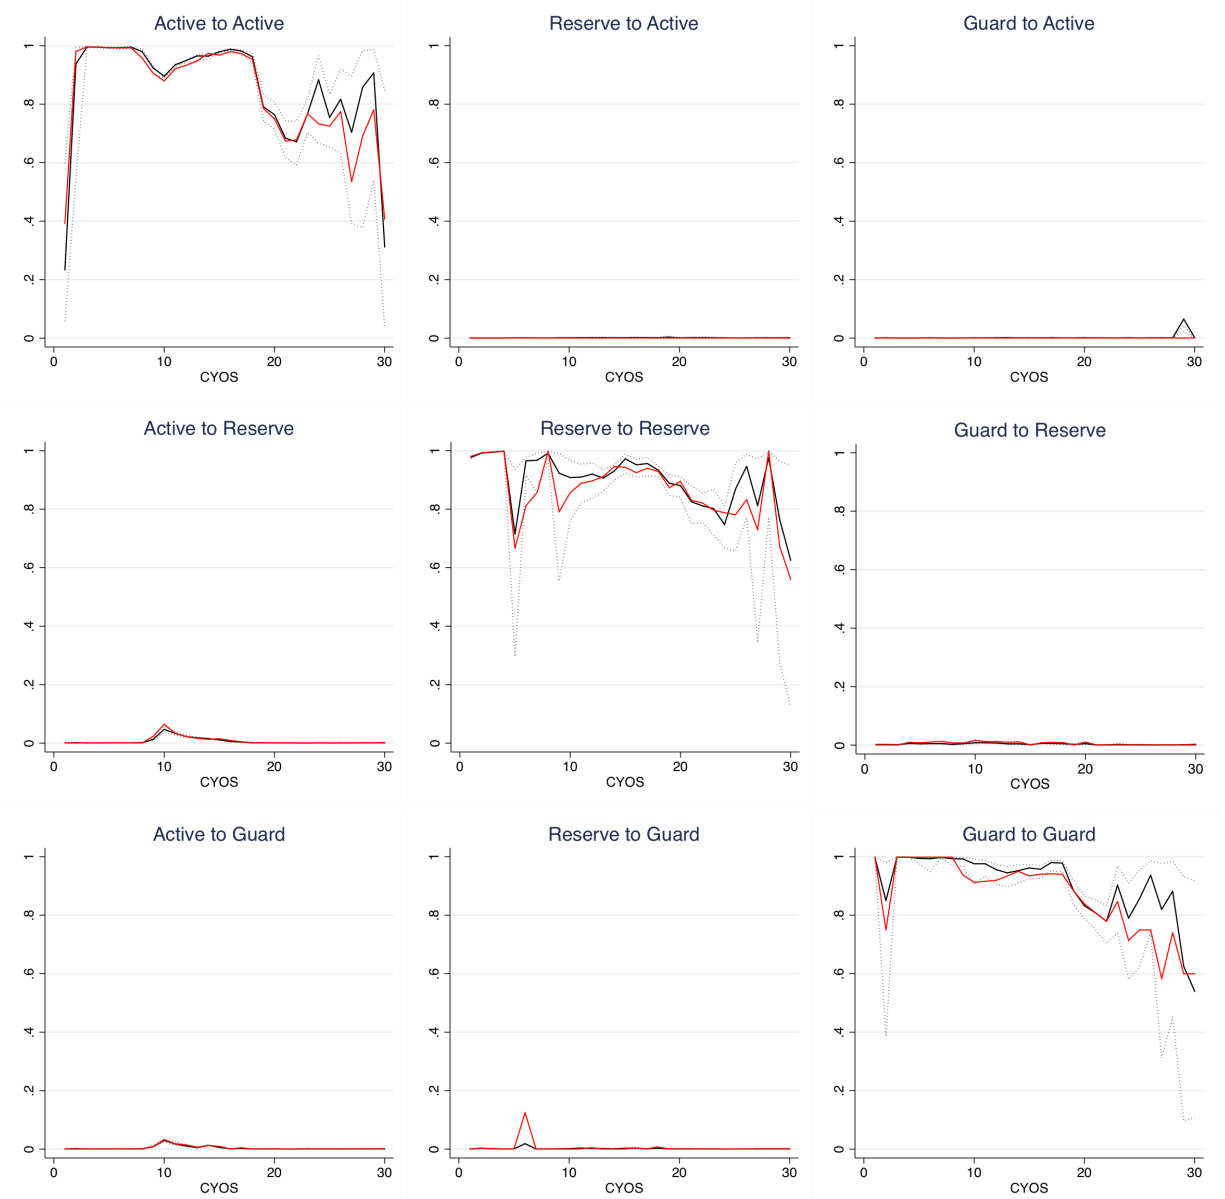 Active to Active
Reserve to Active
Guard to Active
1
.8
.6
.4
.2
0
0 10 20 30
CYOS
1
.8
.6
.4
.2
0
0 10 20 30
CYOS
1
.8
.6
.4
.2
0
0 10 20 30
CYOS
Active to Reserve
Reserve to Reserve
Guard to Reserve
1
.8
.6
.4
.2
0
0 10 20 30
CYOS
1
.8
.6
.4
.2
0
0 10 20 30
CYOS
1
.8
.6
.4
.2
0
0 10 20 30
CYOS
Active to Guard
Reserve to Guard
Guard to Guard
1
.8
.6
.4
.2
0
0 10 20 30
CYOS
1
.8
.6
.4
.2
0
0 10 20 30
CYOS
1
.8
.6
.4
.2
0
0 10 20 30
CYOS